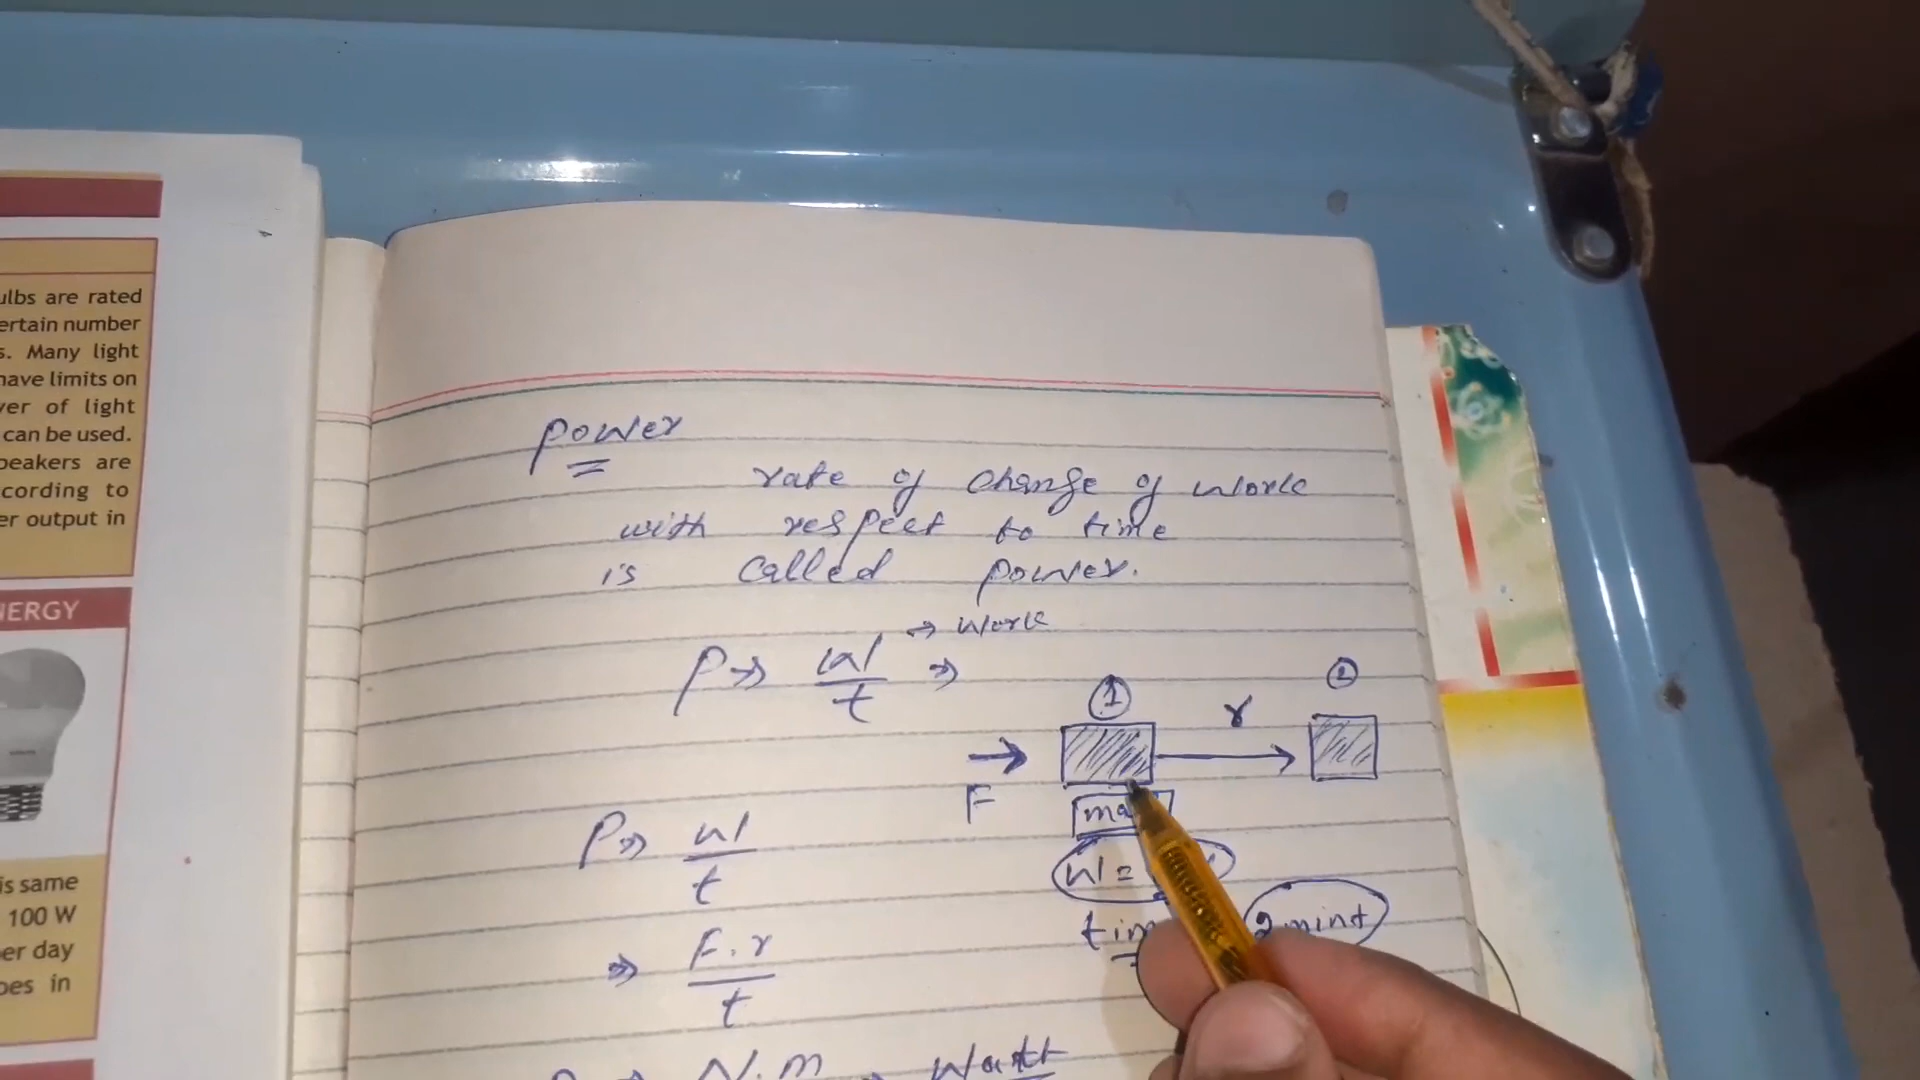 ulbs are rated
ertain number
s. Many light
have limits on
ver of light
can be used.
peakers are
cording to
er output in
NERGY
is same
100 W
er day
oes in
power
rate of change of work
with respect to time
is called power.
P → W/t → → work
① r ②
F
P → W/t
W =
2 mint
→ F.r/t
N.m → Watt